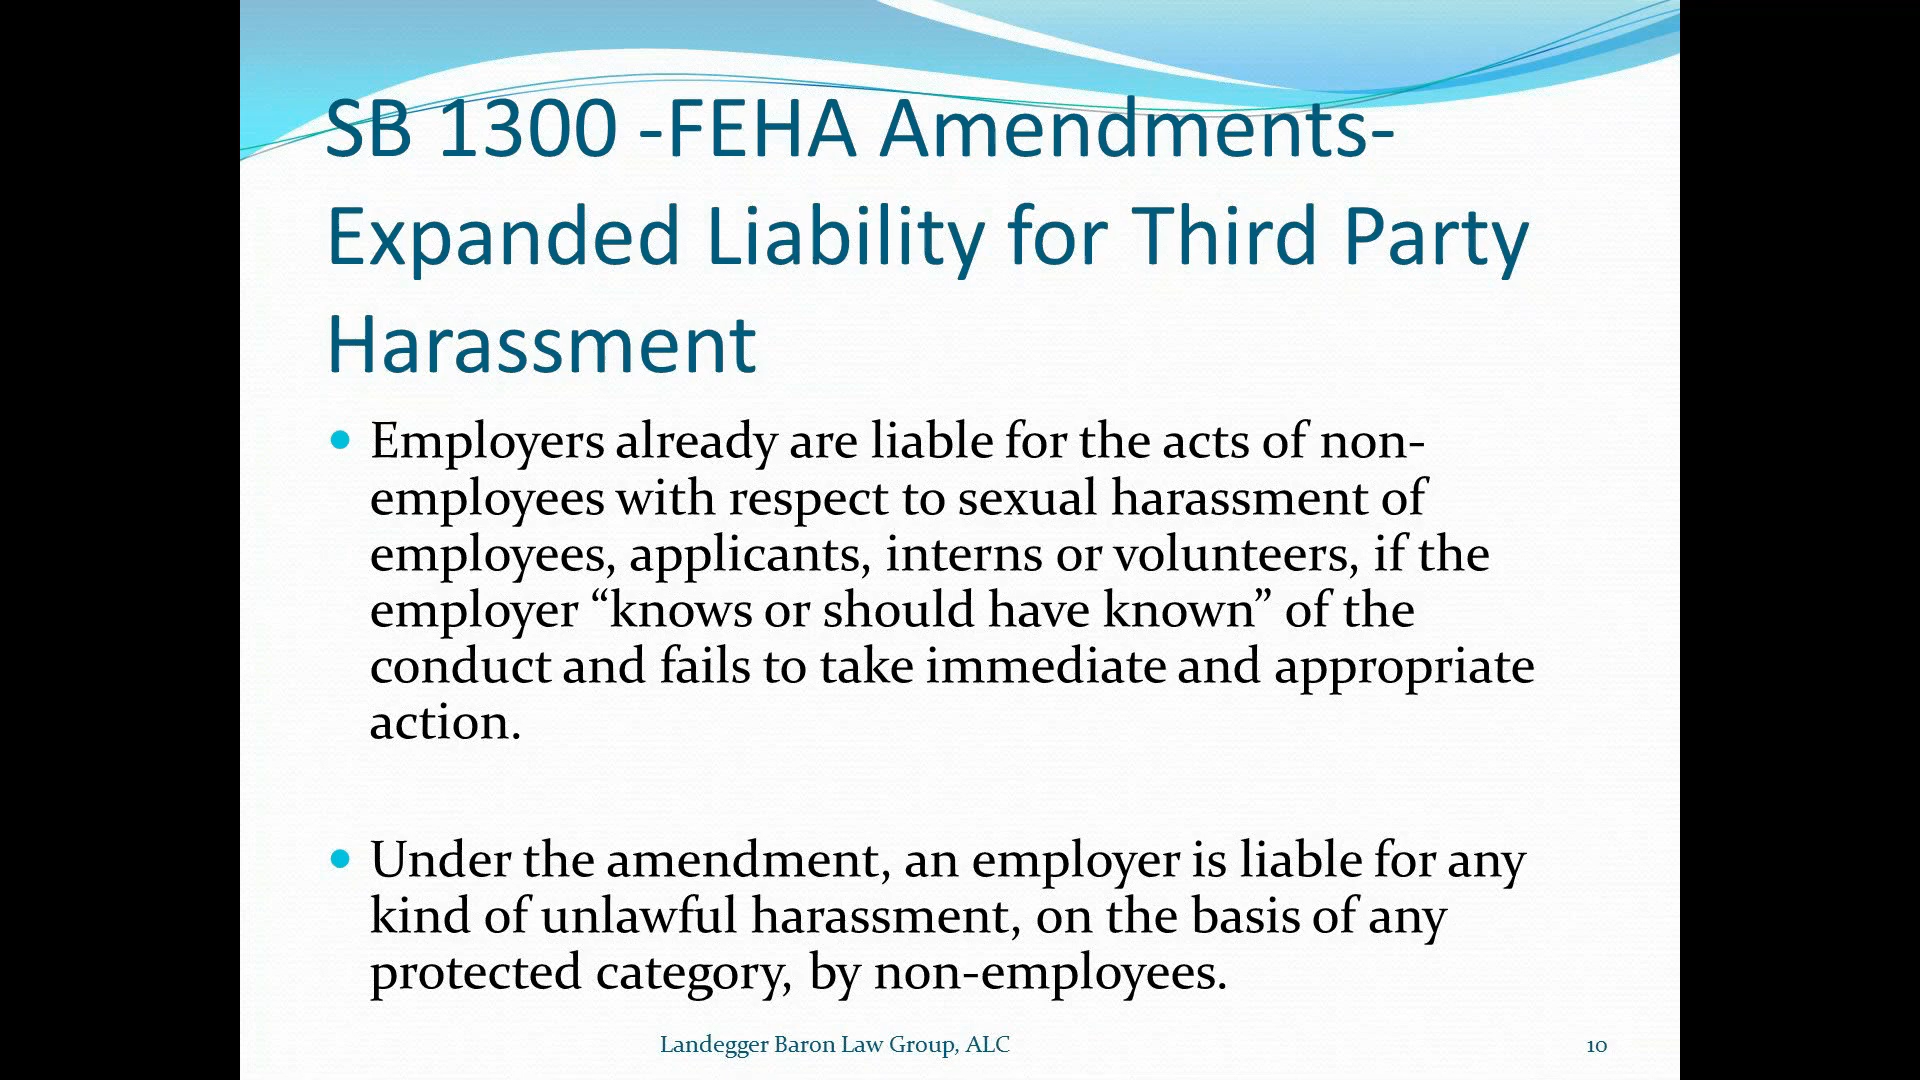 SB 1300 -FEHA Amendments-
Expanded Liability for Third Party
Harassment
• Employers already are liable for the acts of non-
employees with respect to sexual harassment of
employees, applicants, interns or volunteers, if the
employer “knows or should have known” of the
conduct and fails to take immediate and appropriate
action.
• Under the amendment, an employer is liable for any
kind of unlawful harassment, on the basis of any
protected category, by non-employees.
Landegger Baron Law Group, ALC
10